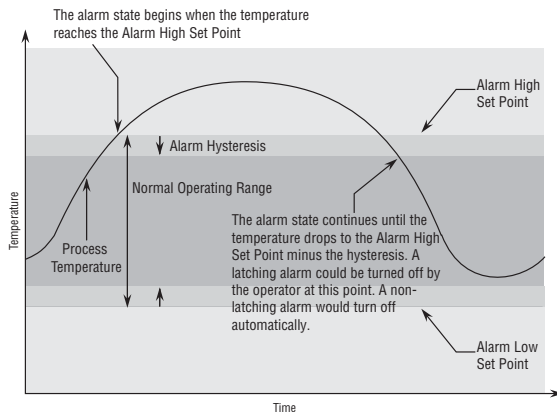 The alarm state begins when the temperature
reaches the Alarm High Set Point
Alarm High
Set Point
Alarm Hysteresis
Normal Operating Range
Temperature
Process
Temperature
The alarm state continues until the
temperature drops to the Alarm High
Set Point minus the hysteresis. A
latching alarm could be turned off by
the operator at this point. A non-
latching alarm would turn off
automatically.
Alarm Low
Set Point
Time